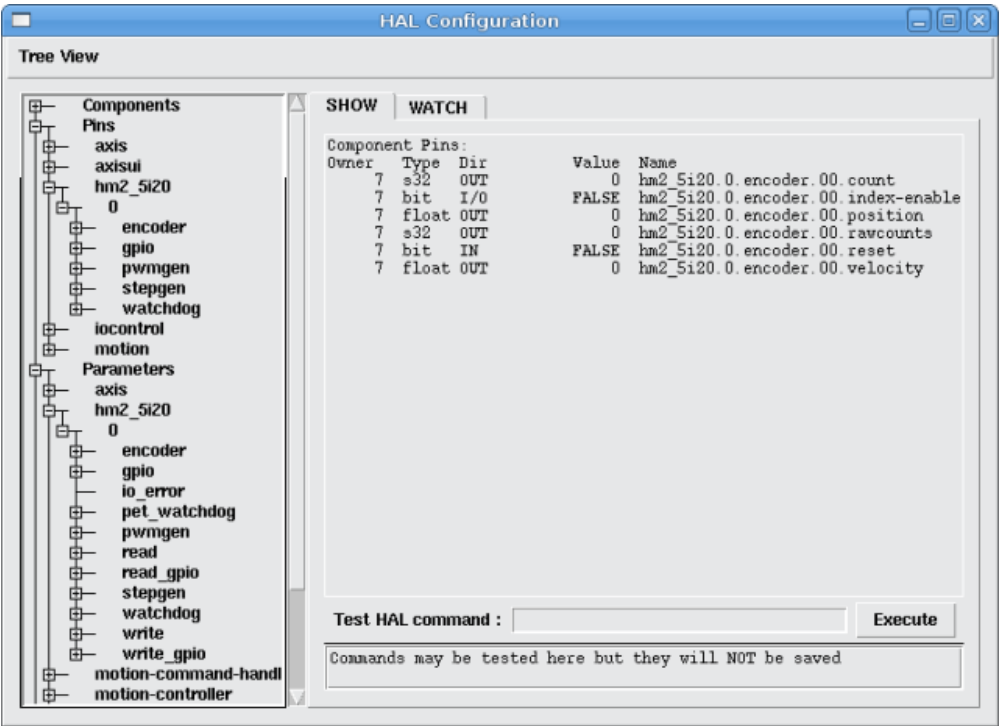 HAL Configuration
Tree View
Components
Pins
axis
axisui
hm2_5i20
0
encoder
gpio
pwmgen
stepgen
watchdog
iocontrol
motion
Parameters
axis
hm2_5i20
0
encoder
gpio
io_error
pet_watchdog
pwmgen
read
read_gpio
stepgen
watchdog
write
write_gpio
motion-command-handl
motion-controller
SHOW WATCH
Component Pins:
Owner Type Dir Value Name
7 s32 OUT 0 hm2_5i20.0.encoder.00.count
7 bit I/O FALSE hm2_5i20.0.encoder.00.index-enable
7 float OUT 0 hm2_5i20.0.encoder.00.position
7 s32 OUT 0 hm2_5i20.0.encoder.00.rawcounts
7 bit IN FALSE hm2_5i20.0.encoder.00.reset
7 float OUT 0 hm2_5i20.0.encoder.00.velocity
Test HAL command : Execute
Commands may be tested here but they will NOT be saved